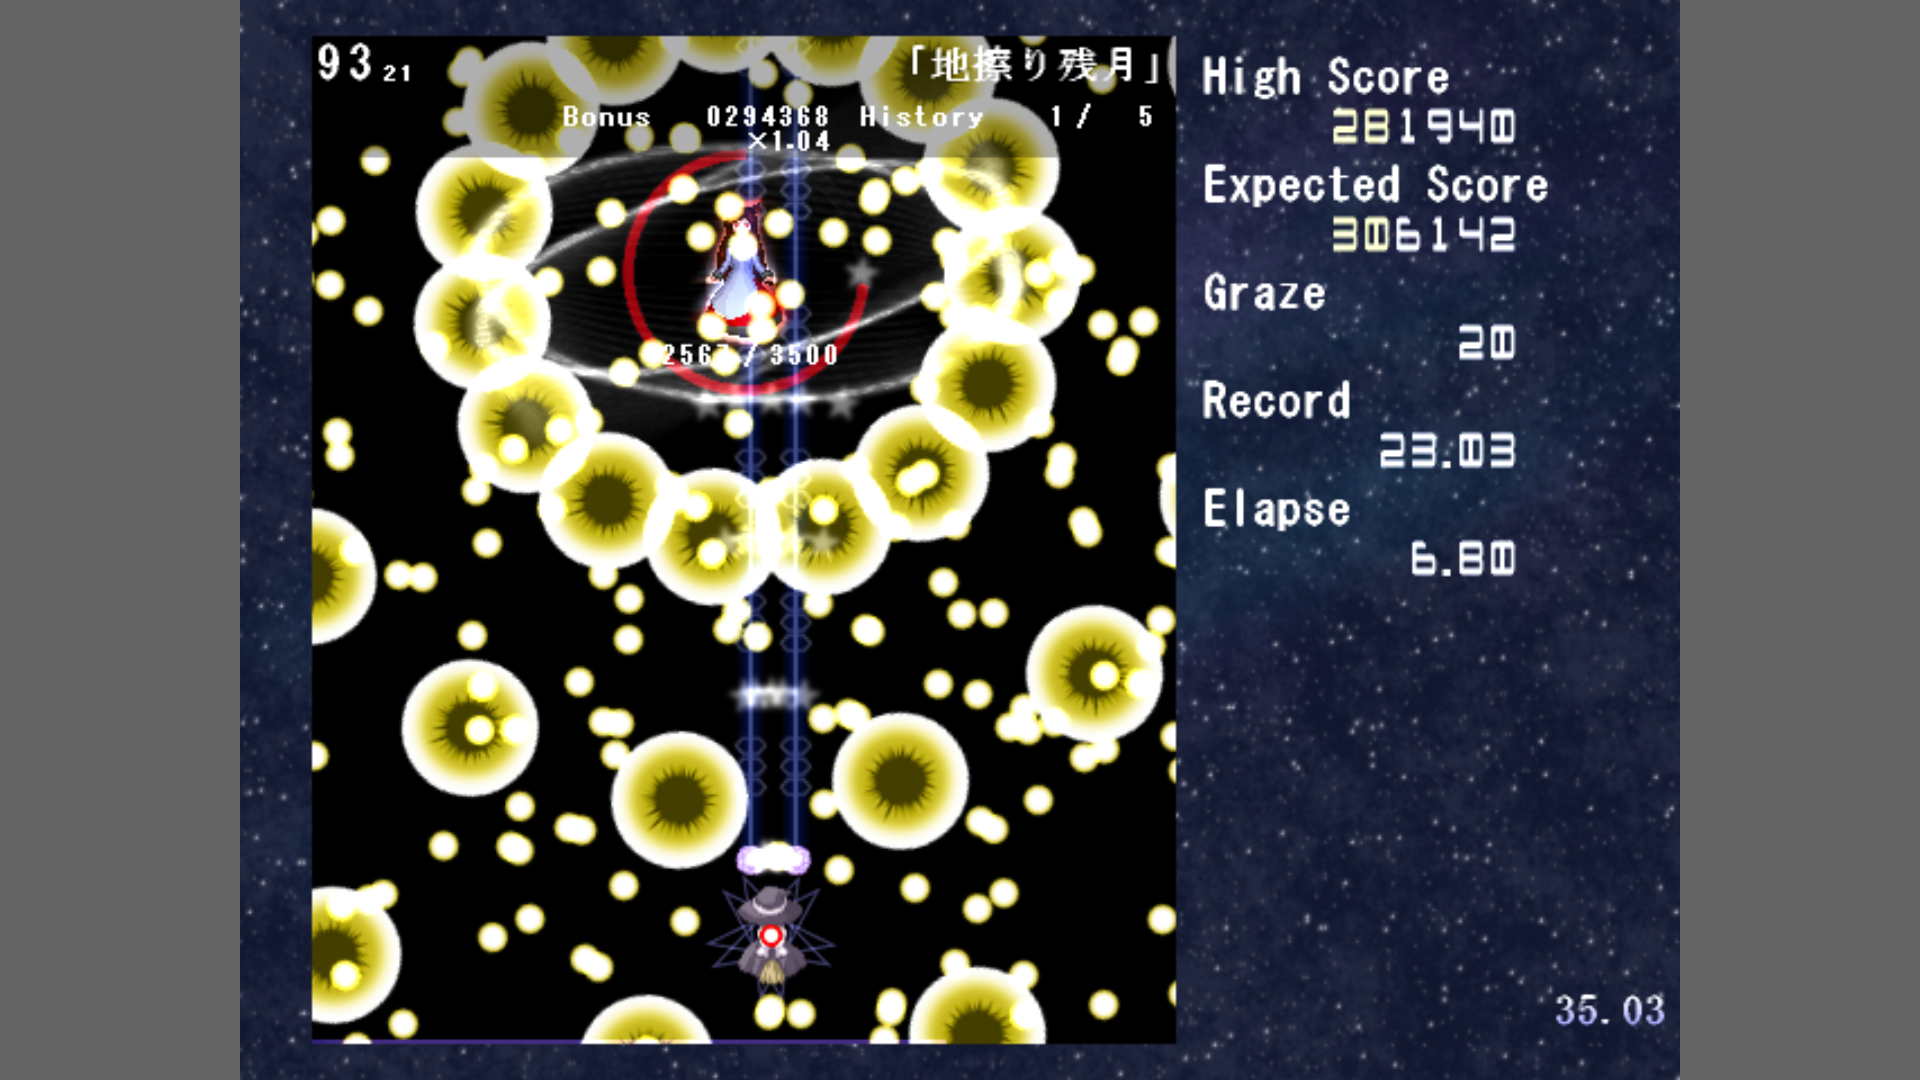 93 21
「地擦り残月」
Bonus 0294368 History 1 / 5
×1.04
2567 / 3500
High Score
281940
Expected Score
306142
Graze
20
Record
23.03
Elapse
6.80
35.03